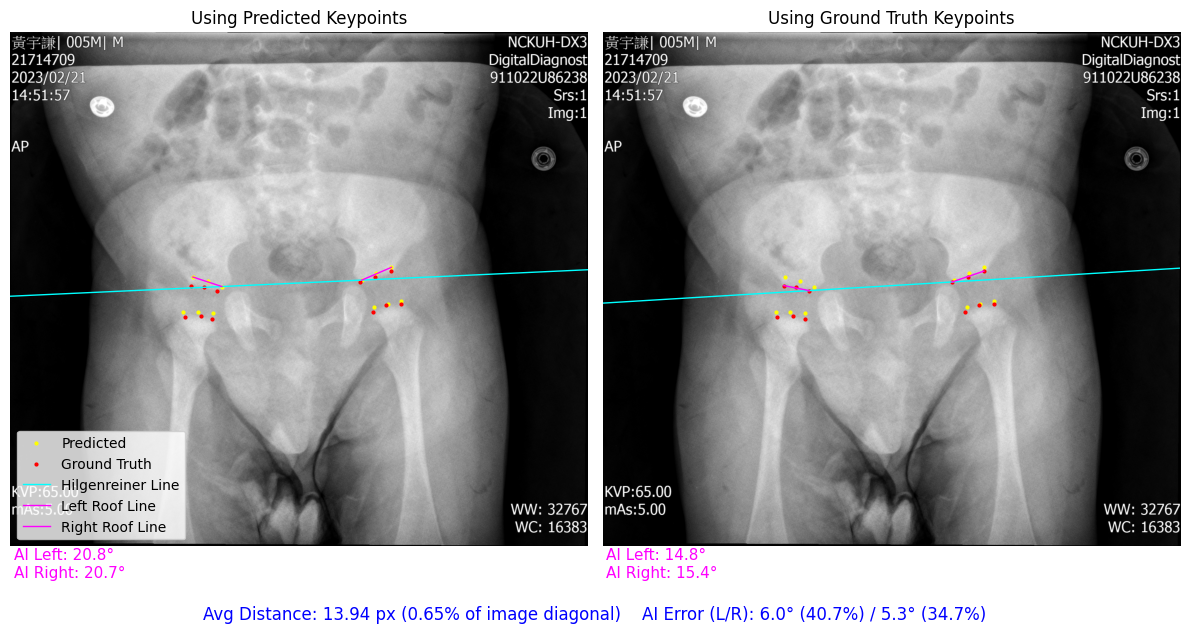 Using Predicted Keypoints
黃宇謙| 005M| M
21714709
2023/02/21
14:51:57
AP
NCKUH-DX3
DigitalDiagnost
911022U86238
Srs:1
Img:1
Predicted
Ground Truth
Hilgenreiner Line
Left Roof Line
Right Roof Line
KVP:65.00
mAs:5.00
WW: 32767
WC: 16383
AI Left: 20.8°
AI Right: 20.7°
Using Ground Truth Keypoints
黃宇謙| 005M| M
21714709
2023/02/21
14:51:57
AP
NCKUH-DX3
DigitalDiagnost
911022U86238
Srs:1
Img:1
KVP:65.00
mAs:5.00
WW: 32767
WC: 16383
AI Left: 14.8°
AI Right: 15.4°
Avg Distance: 13.94 px (0.65% of image diagonal) AI Error (L/R): 6.0° (40.7%) / 5.3° (34.7%)